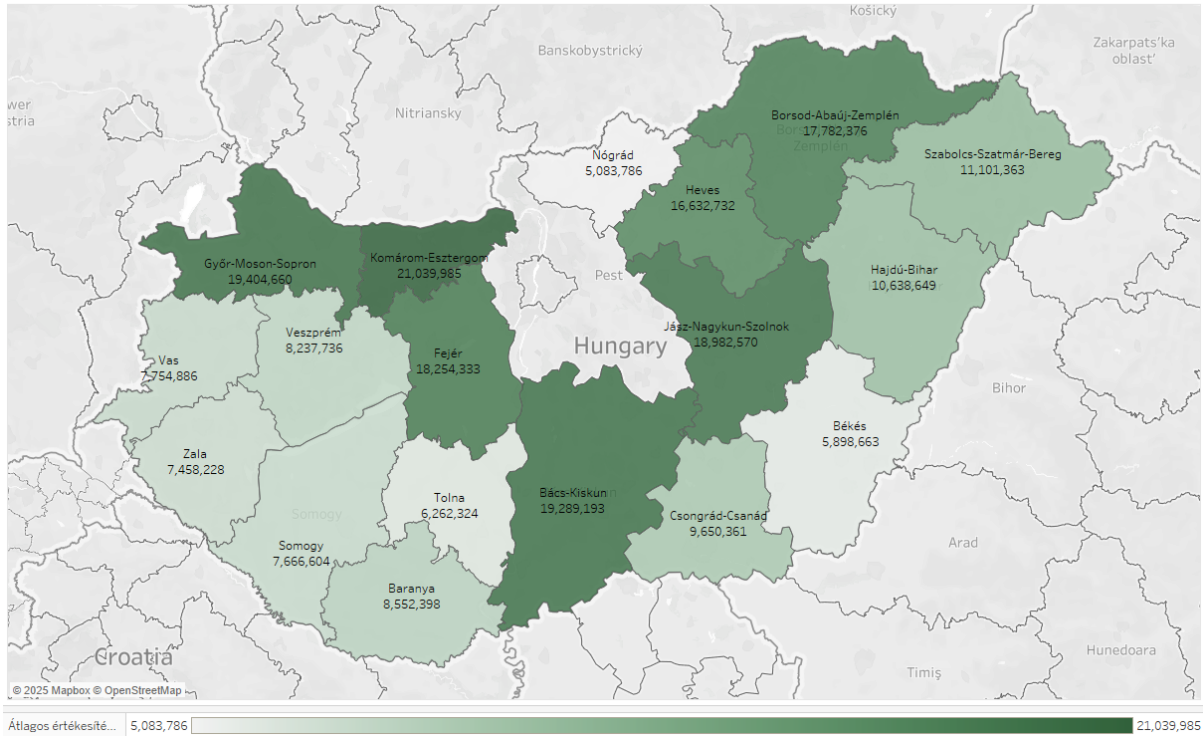 Košický
Banskobystrický
Zakarpats'ka
oblast'
Nitriansky
Borsod-Abaúj-Zemplén
17,782,376
Zemplén
Nógrád
5,083,786
Szabolcs-Szatmár-Bereg
11,101,363
Heves
16,632,732
Győr-Moson-Sopron
19,404,660
Komárom-Esztergom
21,039,985
Pest
Hajdú-Bihar
10,638,649
Jász-Nagykun-Szolnok
18,982,570
Hungary
Veszprém
8,237,736
Fejér
18,254,333
Vas
7,754,886
Bihor
Békés
5,898,663
Zala
7,458,228
Tolna
6,262,324
Bács-Kiskun
19,289,193
Csongrád-Csanád
9,650,361
Somogy
Somogy
7,666,604
Arad
Baranya
8,552,398
Croatia
Hunedoara
Timiș
© 2025 Mapbox © OpenStreetMap
Átlagos értékesíté... 5,083,786 21,039,985